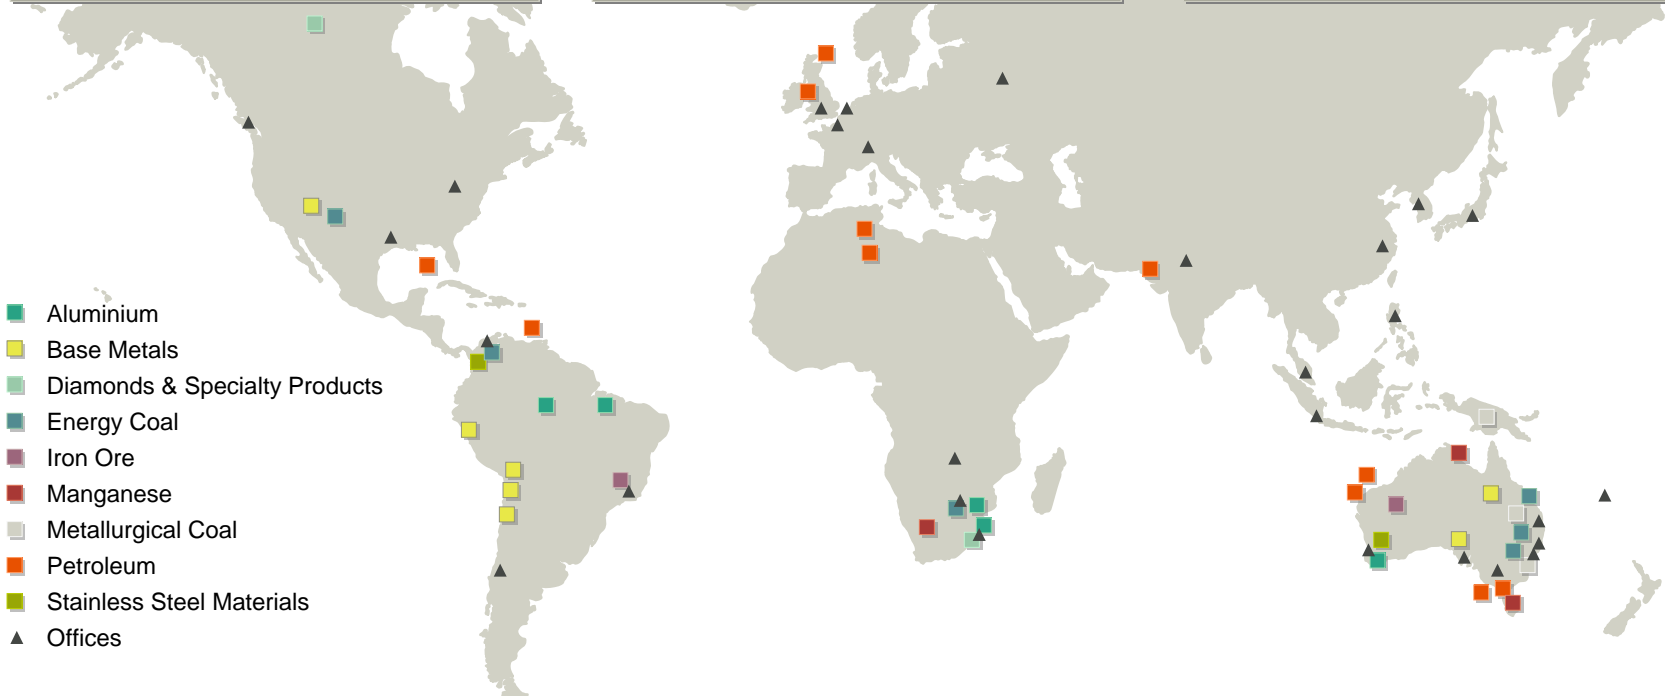 Aluminium
Base Metals
Diamonds & Specialty Products
Energy Coal
Iron Ore
Manganese
Metallurgical Coal
Petroleum
Stainless Steel Materials
Offices